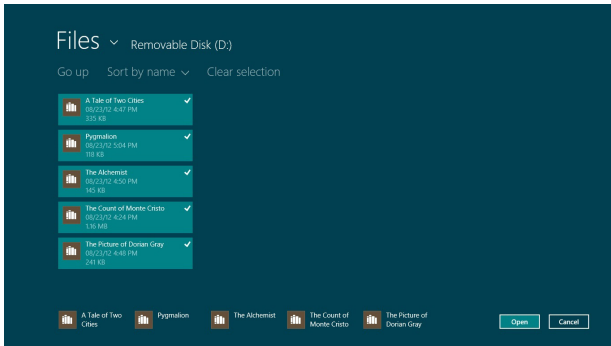 Files
Removable Disk (D:)
Go up Sort by name Clear selection
A Tale of Two Cities
08/23/12 4:47 PM
335 KB
Pygmalion
08/23/12 5:04 PM
118 KB
The Alchemist
08/23/12 4:50 PM
145 KB
The Count of Monte Cristo
08/23/12 4:24 PM
1.16 MB
The Picture of Dorian Gray
08/23/12 4:48 PM
241 KB
A Tale of Two
Cities
Pygmalion
The Alchemist
The Count of
Monte Cristo
The Picture of
Dorian Gray
Open
Cancel